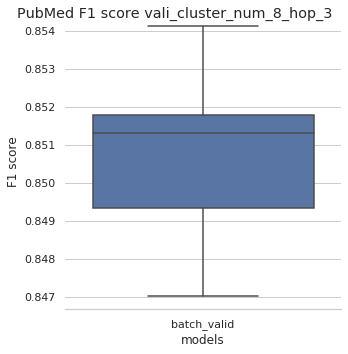 PubMed F1 score vali_cluster_num_8_hop_3
0.854
0.853
0.852
0.851
0.850
0.849
0.848
0.847
F1 score
batch_valid
models